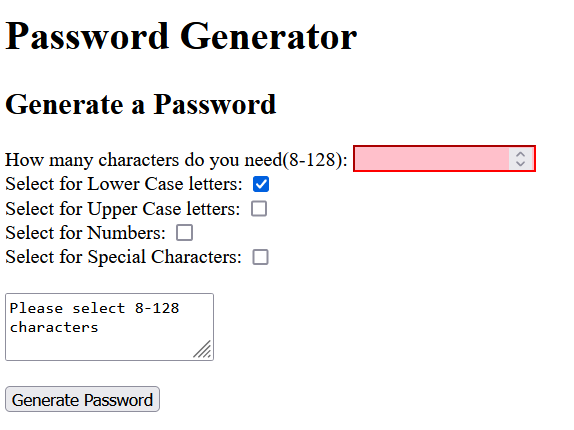 Password Generator
Generate a Password
How many characters do you need(8-128):
Select for Lower Case letters:
Select for Upper Case letters:
Select for Numbers:
Select for Special Characters:
Please select 8-128
characters
Generate Password